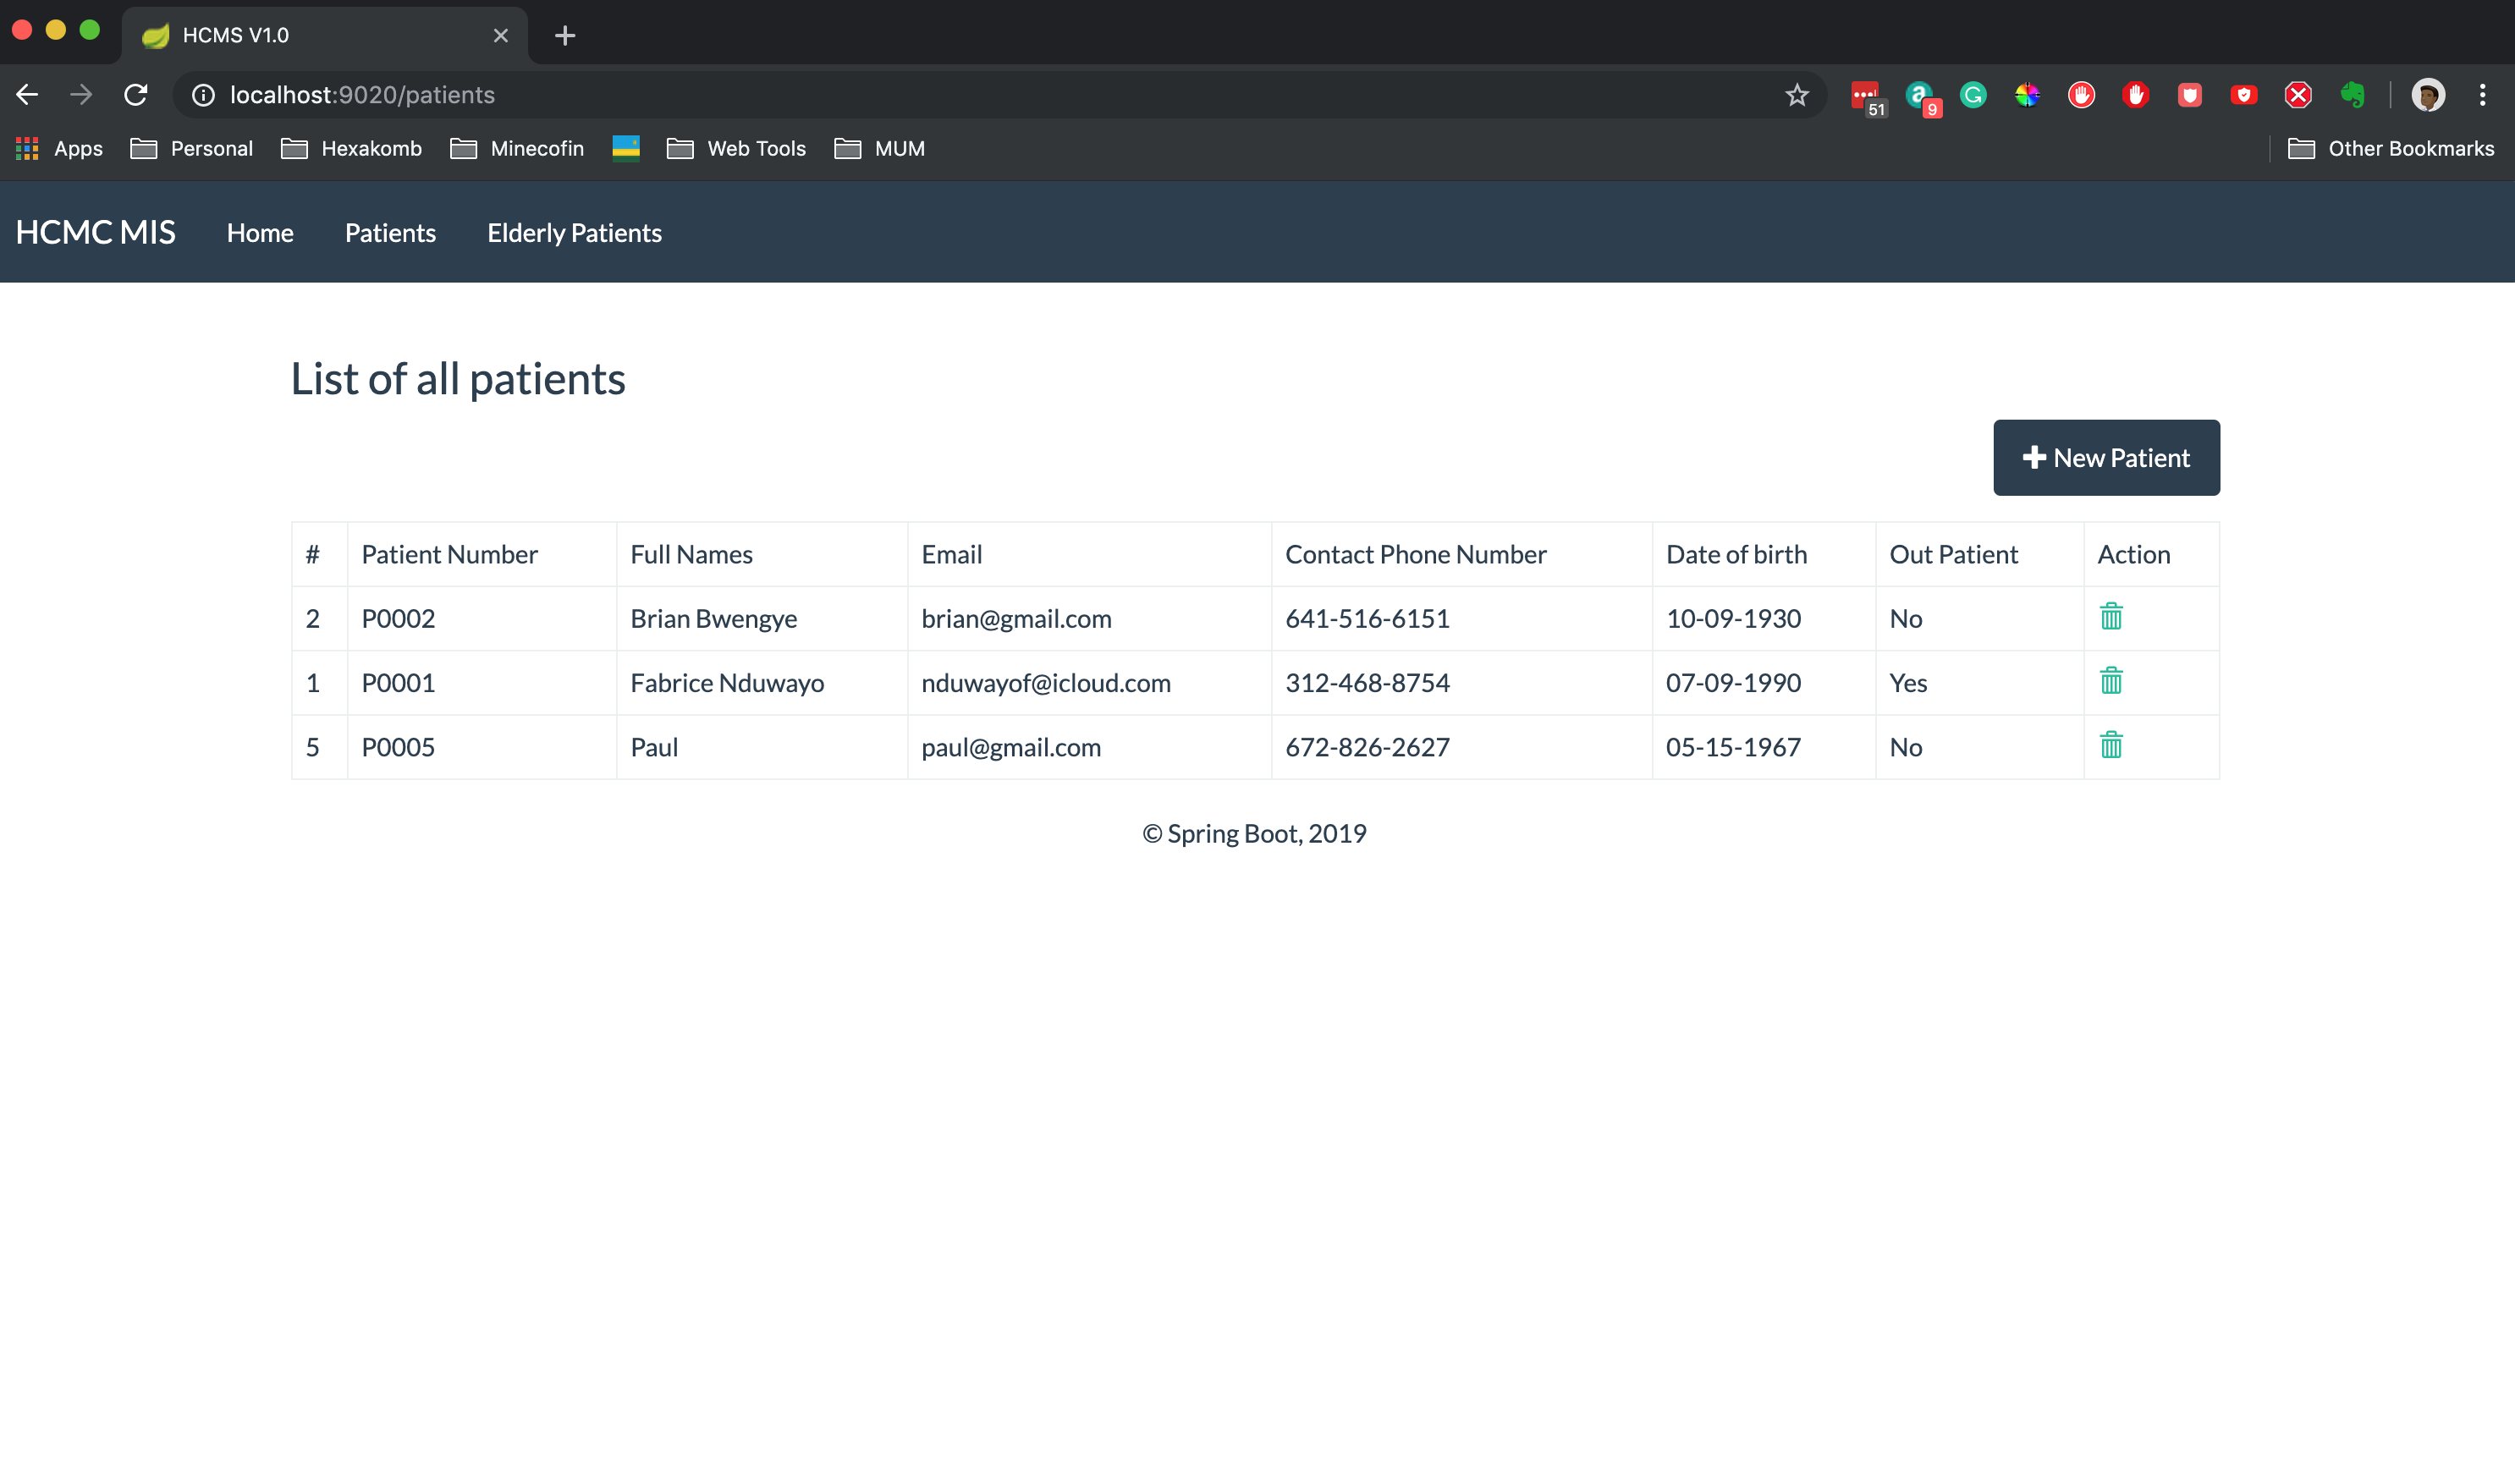 HCMS V1.0
localhost:9020/patients
51
9
Apps Personal Hexakomb Minecofin Web Tools MUM Other Bookmarks
HCMC MIS Home Patients Elderly Patients
List of all patients
New Patient
# Patient Number Full Names Email Contact Phone Number Date of birth Out Patient Action
2 P0002 Brian Bwengye brian@gmail.com 641-516-6151 10-09-1930 No
1 P0001 Fabrice Nduwayo nduwayof@icloud.com 312-468-8754 07-09-1990 Yes
5 P0005 Paul paul@gmail.com 672-826-2627 05-15-1967 No
© Spring Boot, 2019